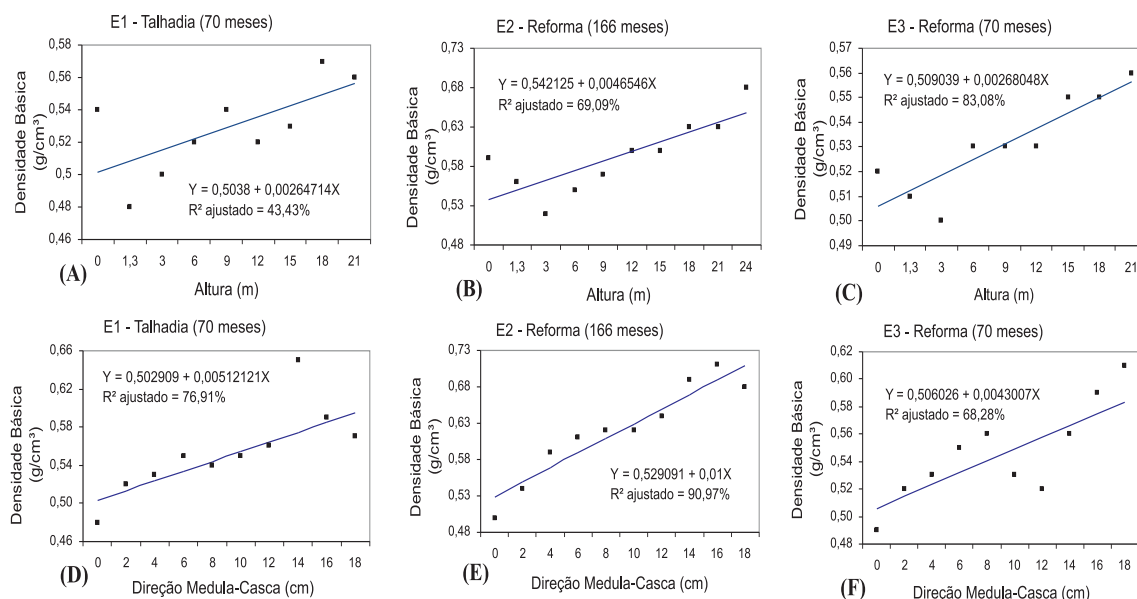 E1 - Talhadia (70 meses)
Densidade Básica
(g/cm³)
0,58
0,56
0,54
0,52
0,5
0,48
0,46
Y = 0,5038 + 0,00264714X
R² ajustado = 43,43%
0 1,3 3 6 9 12 15 18 21
(A)
Altura (m)
E2 - Reforma (166 meses)
Densidade Básica
(g/cm³)
0,73
0,68
0,63
0,58
0,53
0,48
Y = 0,542125 + 0,0046546X
R² ajustado = 69,09%
0 1,3 3 6 9 12 15 18 21 24
(B)
Altura (m)
E3 - Reforma (70 meses)
Densidade Básica
(g/cm³)
0,57
0,56
0,55
0,54
0,53
0,52
0,51
0,50
0,49
Y = 0,509039 + 0,00268048X
R² ajustado = 83,08%
0 1,3 3 6 9 12 15 18 21
(C)
Altura (m)
E1 - Talhadia (70 meses)
Densidade Básica
(g/cm³)
0,66
0,62
0,58
0,54
0,50
0,46
Y = 0,502909 + 0,00512121X
R² ajustado = 76,91%
0 2 4 6 8 10 12 14 16 18
(D)
Direção Medula-Casca (cm)
E2 - Reforma (166 meses)
Densidade Básica
(g/cm³)
0,73
0,68
0,63
0,58
0,53
0,48
Y = 0,529091 + 0,01X
R² ajustado = 90,97%
0 2 4 6 8 10 12 14 16 18
(E)
Direção Medula-Casca (cm)
E3 - Reforma (70 meses)
Densidade Básica
(g/cm³)
0,62
0,60
0,58
0,56
0,54
0,52
0,50
0,48
Y = 0,506026 + 0,0043007X
R² ajustado = 68,28%
0 2 4 6 8 10 12 14 16 18
(F)
Direção Medula-Casca (cm)